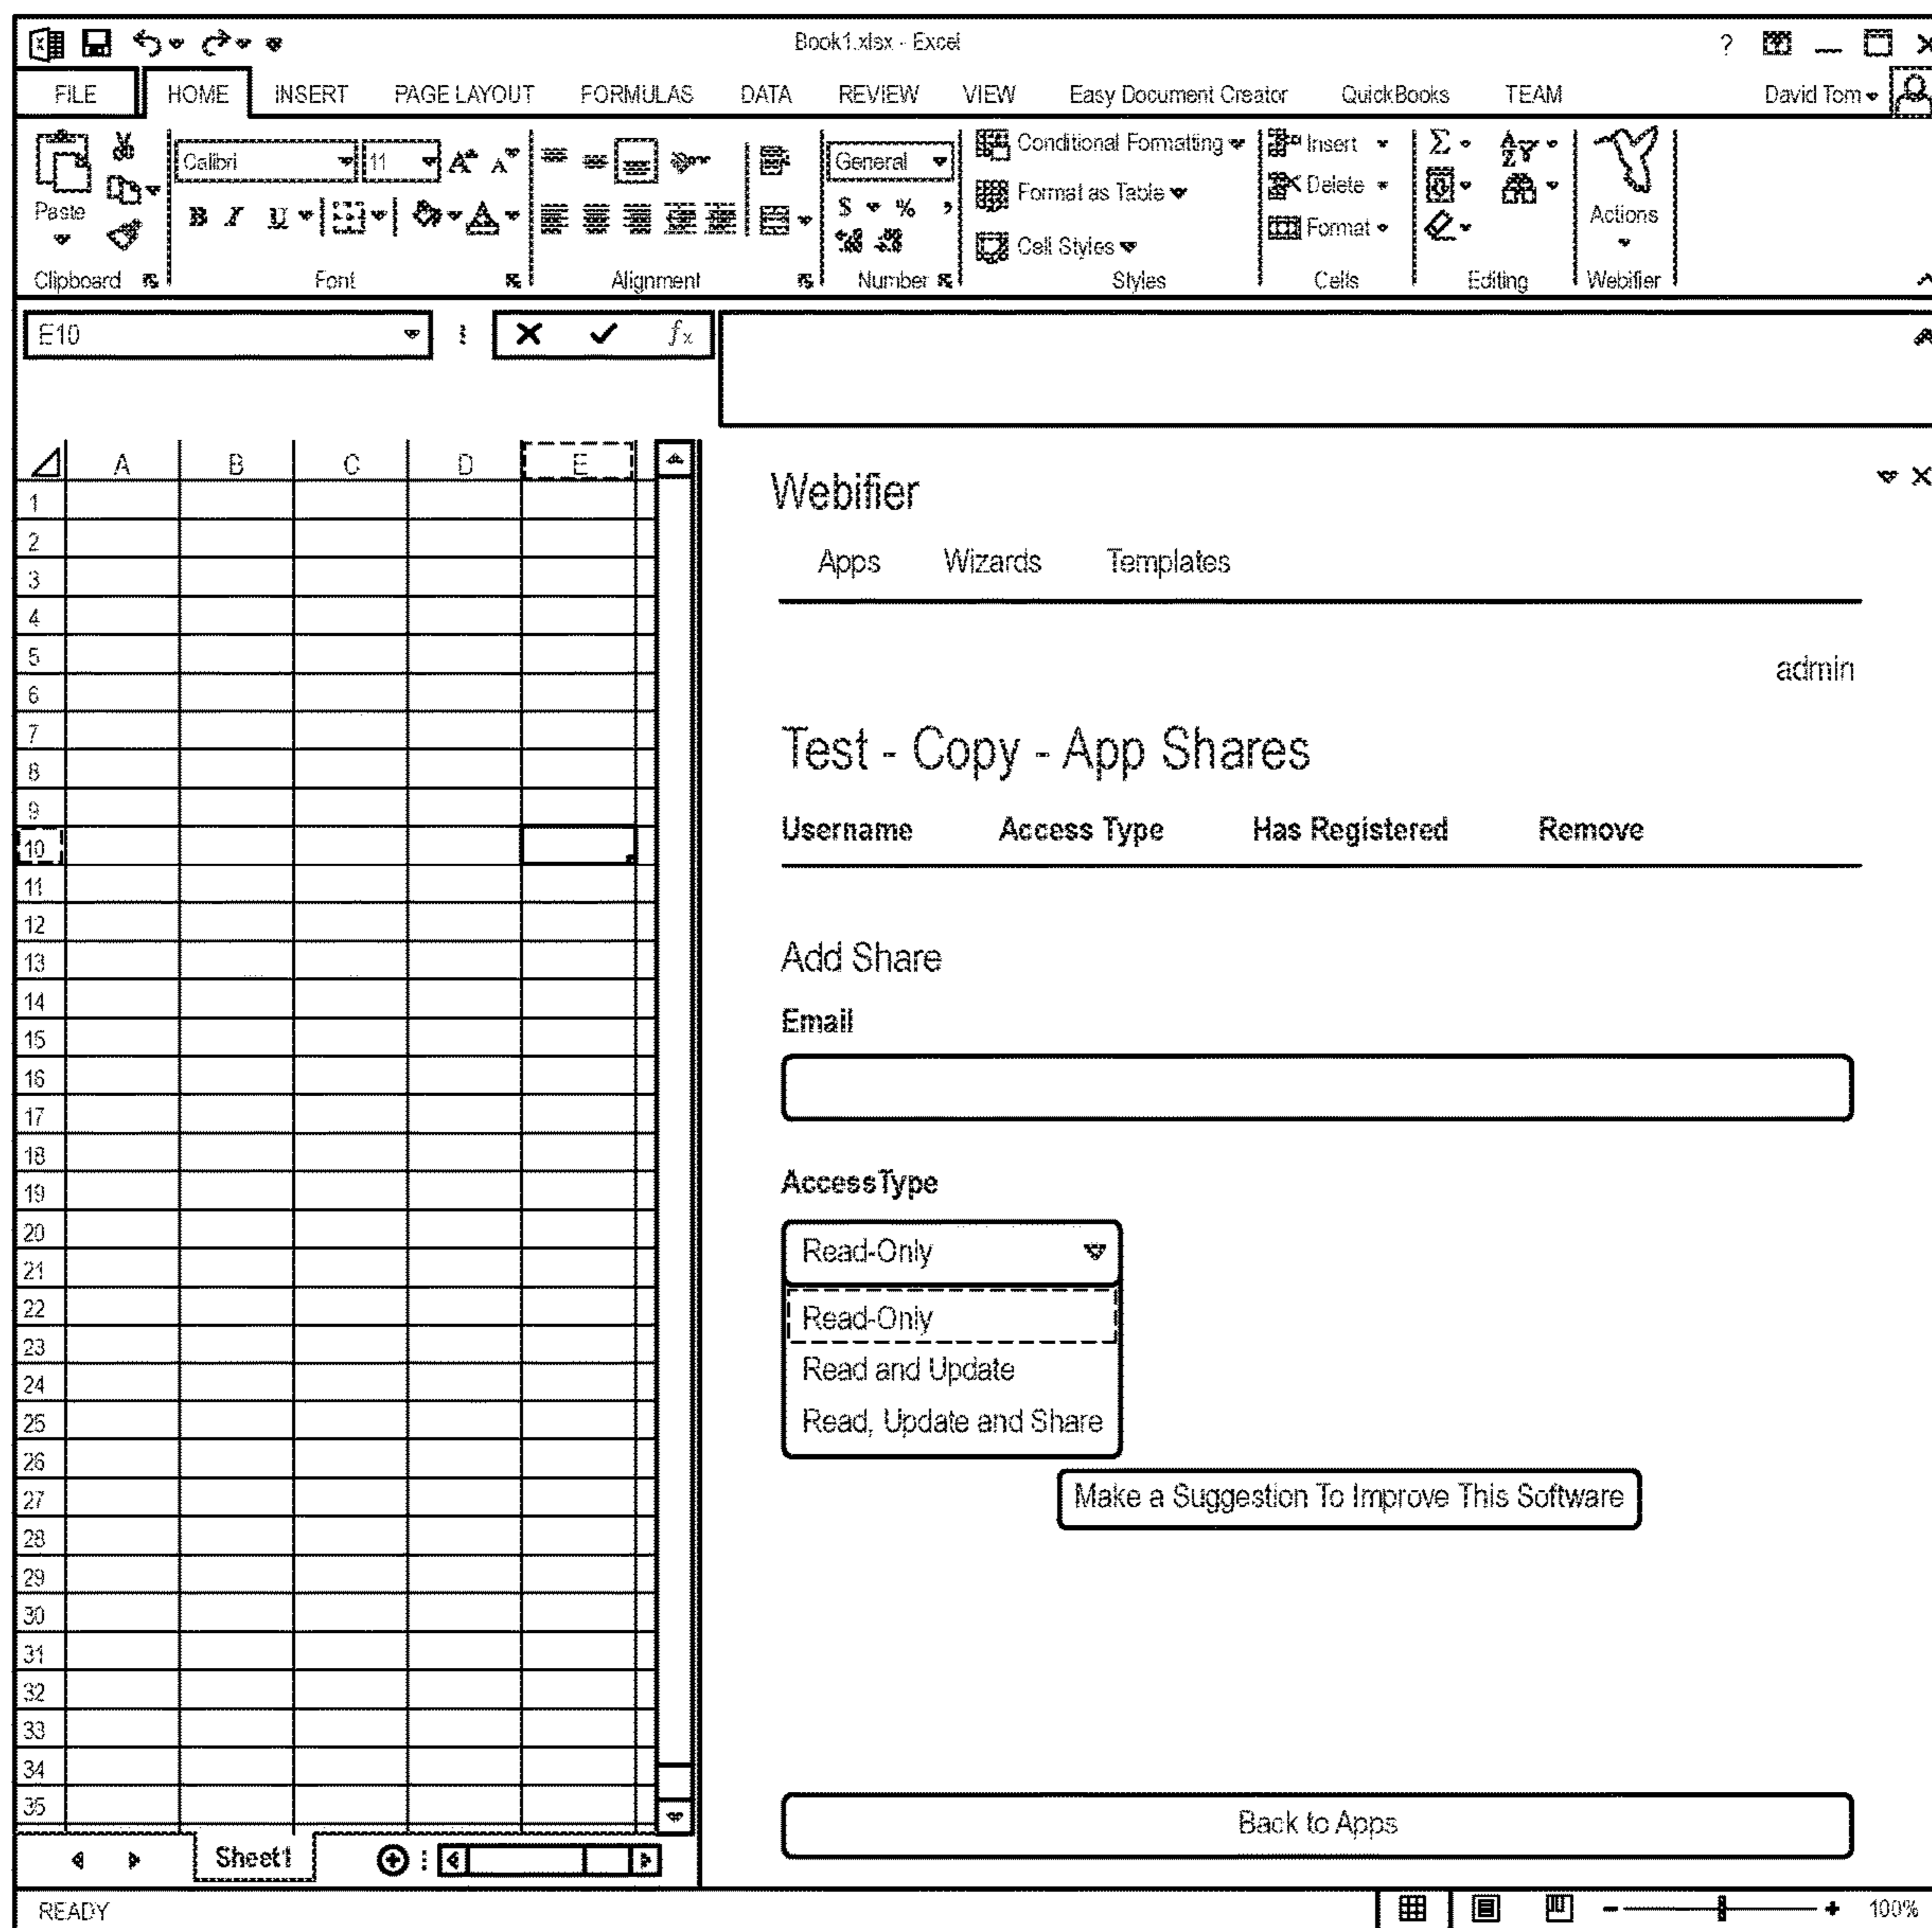 Book1.xlsx - Excel ?
FILE HOME INSERT PAGE LAYOUT FORMULAS DATA REVIEW VIEW Easy Document Creator QuickBooks TEAM David Tom
Calibri 11 A A General Conditional Formatting Insert Σ A Z
Paste Format as Table Delete
B I U A $ % , Actions
Cell Styles Format
Clipboard Font Alignment Number Styles Cells Editing Webifier
E10 fx
A B C D E
1
2
3
4
5
6
7
8
9
10
11
12
13
14
15
16
17
18
19
20
21
22
23
24
25
26
27
28
29
30
31
32
33
34
35
Sheet1
Webifier
Apps Wizards Templates
admin
Test - Copy - App Shares
Username Access Type Has Registered Remove
Add Share
Email
AccessType
Read-Only
Read-Only
Read and Update
Read, Update and Share
Make a Suggestion To Improve This Software
Back to Apps
READY 100%